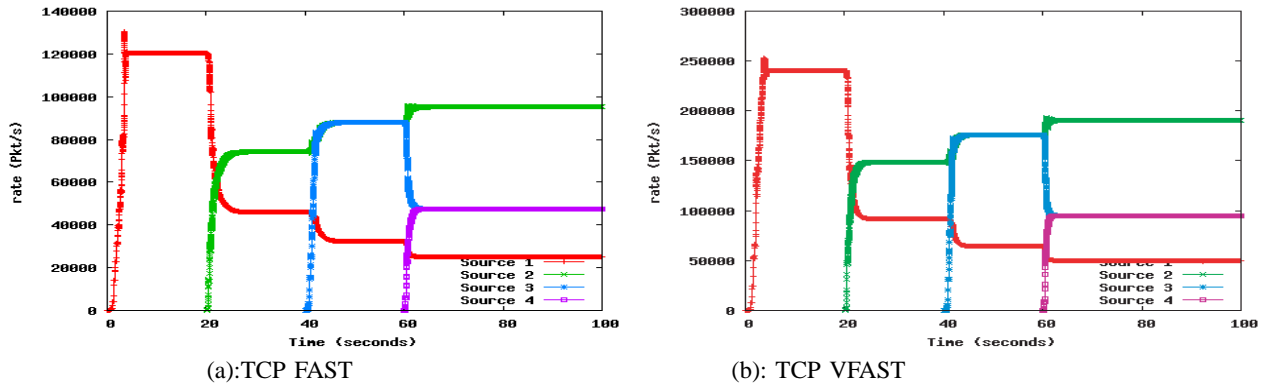 140000
120000
100000
80000
60000
40000
20000
0
rate (Pkt/s)
0 20 40 60 80 100
Time (seconds)
Source 1
Source 2
Source 3
Source 4
(a):TCP FAST
300000
250000
200000
150000
100000
50000
0
rate (Pkt/s)
0 20 40 60 80 100
Time (seconds)
Source 1
Source 2
Source 3
Source 4
(b): TCP VFAST